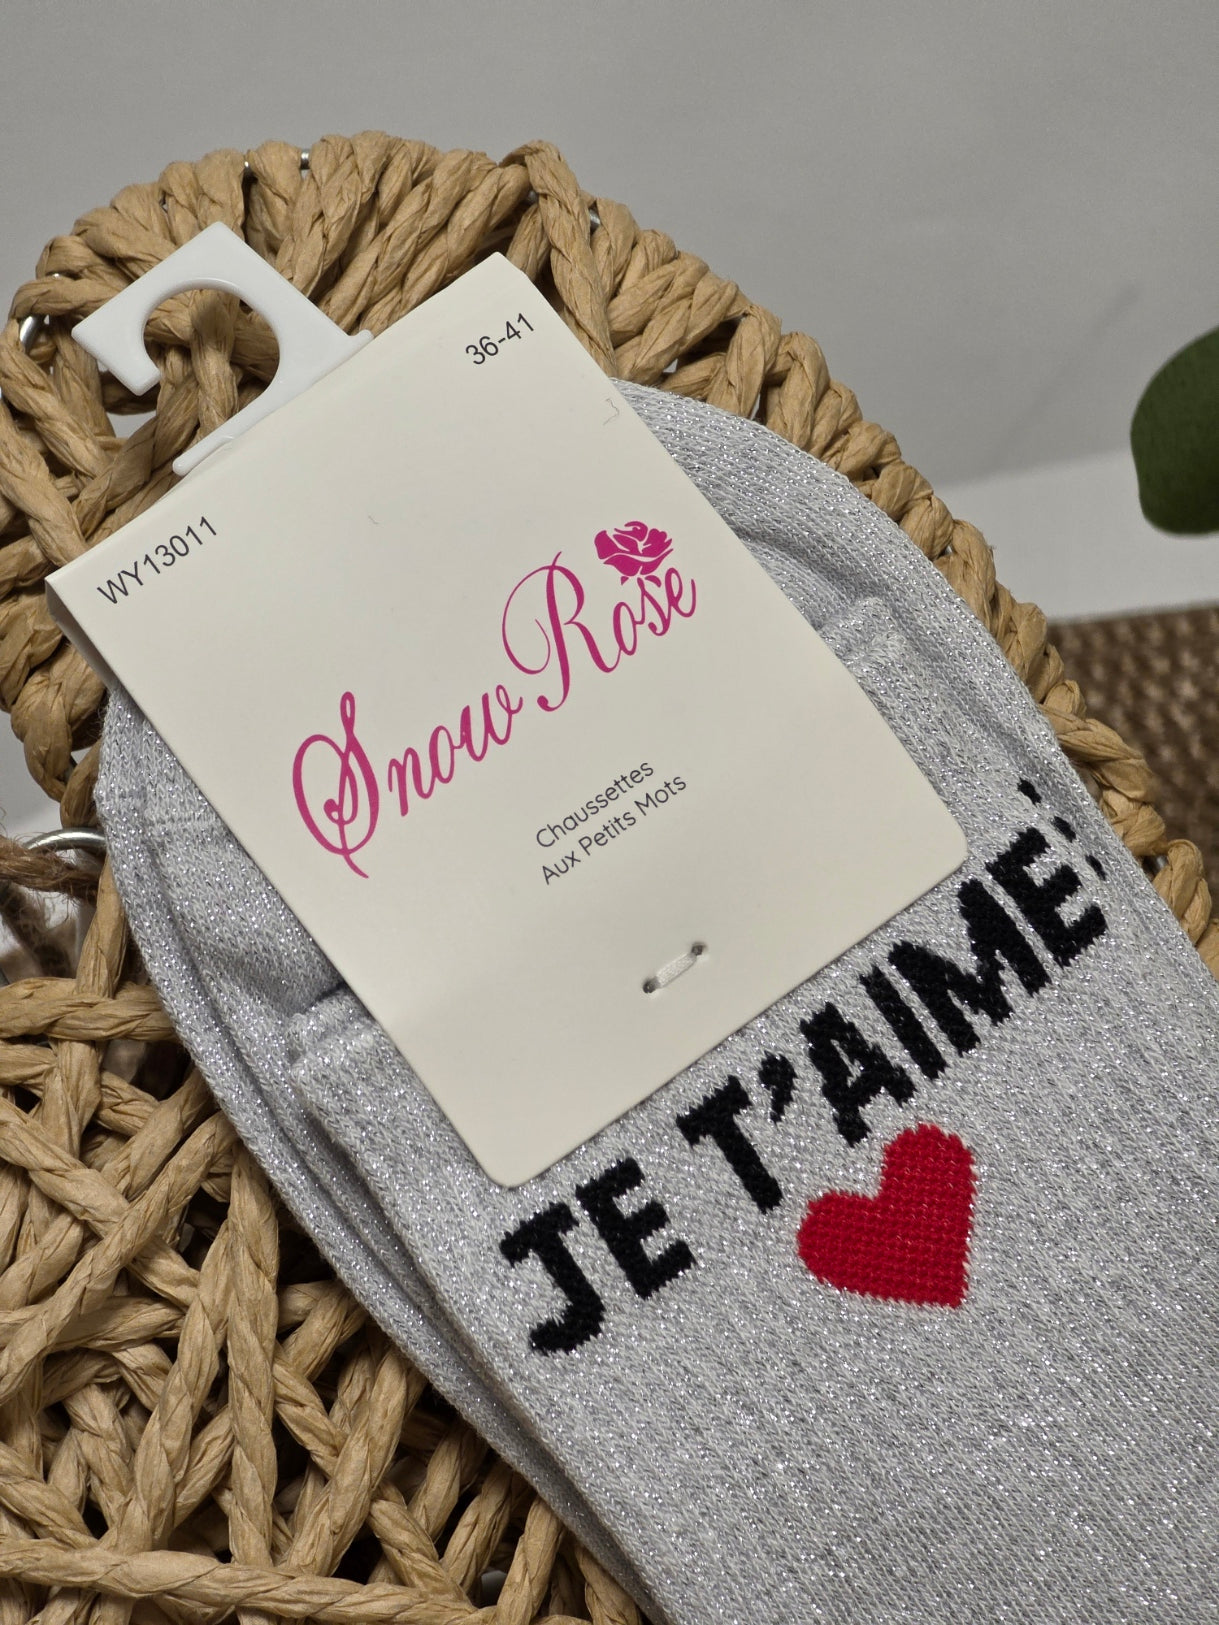 36-41
WY13011
Snow Rose
Chaussettes
Aux Petits Mots
JE T'AIME